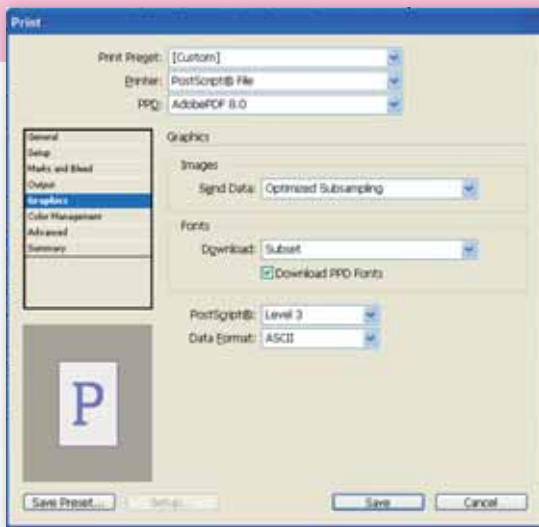 Print
Print Preset: [Custom]
Printer: PostScript® File
PPD: AdobePDF 8.0
General
Setup
Marks and Bleed
Output
Graphics
Color Management
Advanced
Summary
Graphics
Images
Send Data: Optimized Subsampling
Fonts
Download: Subset
Download PPD Fonts
PostScript®: Level 3
Data Format: ASCII
P
Save Preset... Setup... Save Cancel